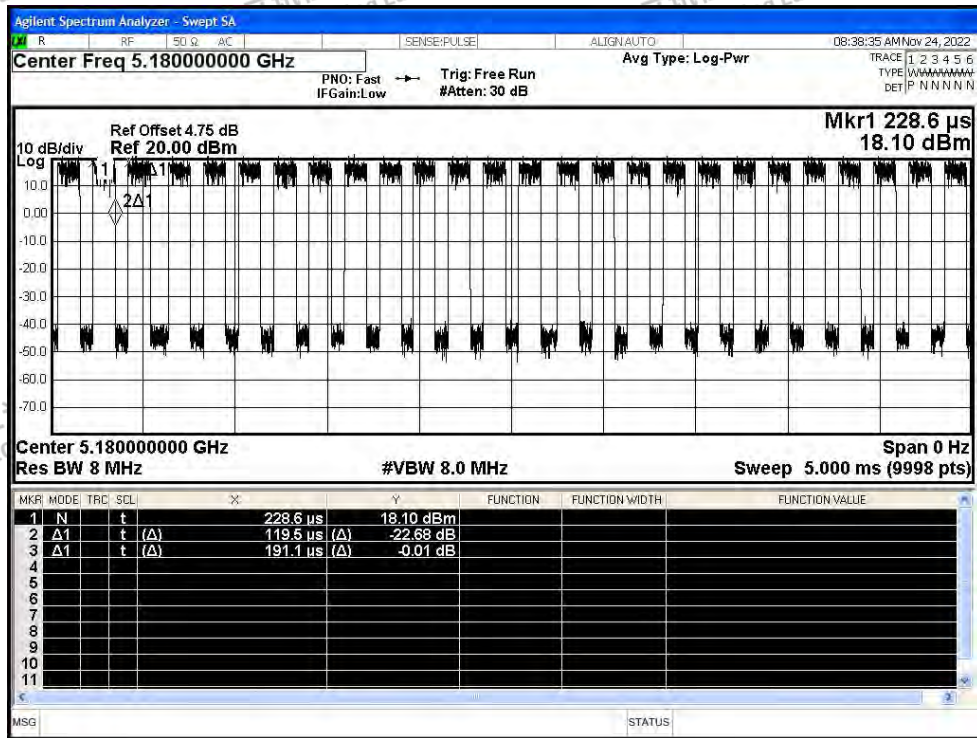 Agilent Spectrum Analyzer - Swept SA
LXI R RF 50 Ω AC SENSE:PULSE ALIGNAUTO 08:38:35 AM Nov 24, 2022
Center Freq 5.180000000 GHz
PNO: Fast
IFGain:Low
Trig: Free Run
#Atten: 30 dB
Avg Type: Log-Pwr
TRACE 1 2 3 4 5 6
TYPE
DET P N N N N N
Mkr1 228.6 µs
18.10 dBm
Ref Offset 4.75 dB
10 dB/div Ref 20.00 dBm
Log
1 Δ1
2Δ1
10.0
0.00
-10.0
-20.0
-30.0
-40.0
-50.0
-60.0
-70.0
Center 5.180000000 GHz Span 0 Hz
Res BW 8 MHz #VBW 8.0 MHz Sweep 5.000 ms (9998 pts)
MKR MODE TRC SCL X Y FUNCTION FUNCTION WIDTH FUNCTION VALUE
1 N t 228.6 µs 18.10 dBm
2 Δ1 t (Δ) 119.5 µs (Δ) -22.68 dB
3 Δ1 t (Δ) 191.1 µs (Δ) -0.01 dB
4
5
6
7
8
9
10
11
MSG STATUS